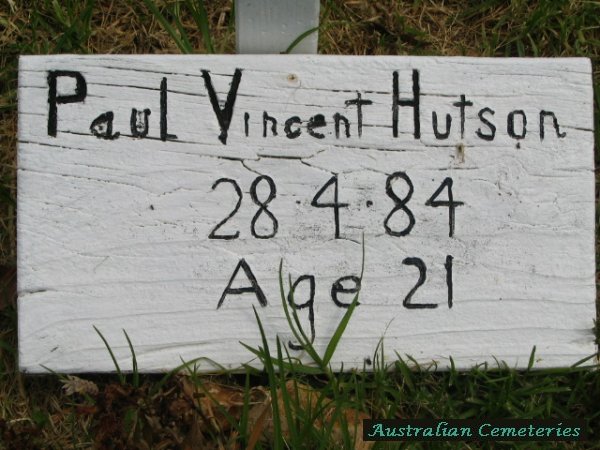 Paul Vincent Hutson
28·4·84
Age 21
Australian Cemeteries